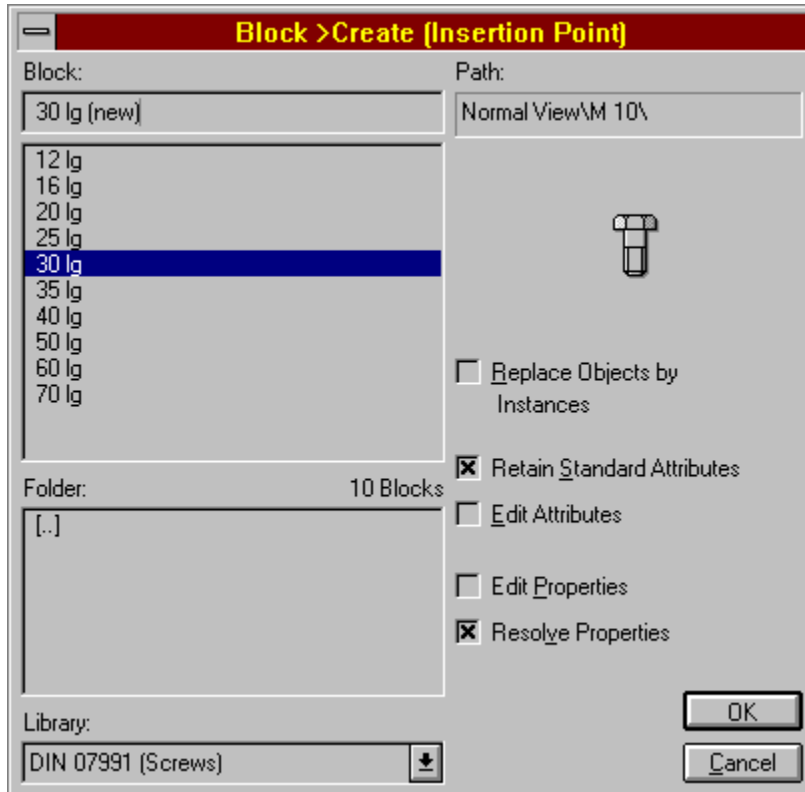 Block >Create (Insertion Point)
Block:
30 lg (new)
12 lg
16 lg
20 lg
25 lg
30 lg
35 lg
40 lg
50 lg
60 lg
70 lg
Folder:
10 Blocks
[..]
Library:
DIN 07991 (Screws)
Path:
Normal View\M 10\
Replace Objects by
Instances
Retain Standard Attributes
Edit Attributes
Edit Properties
Resolve Properties
OK
Cancel